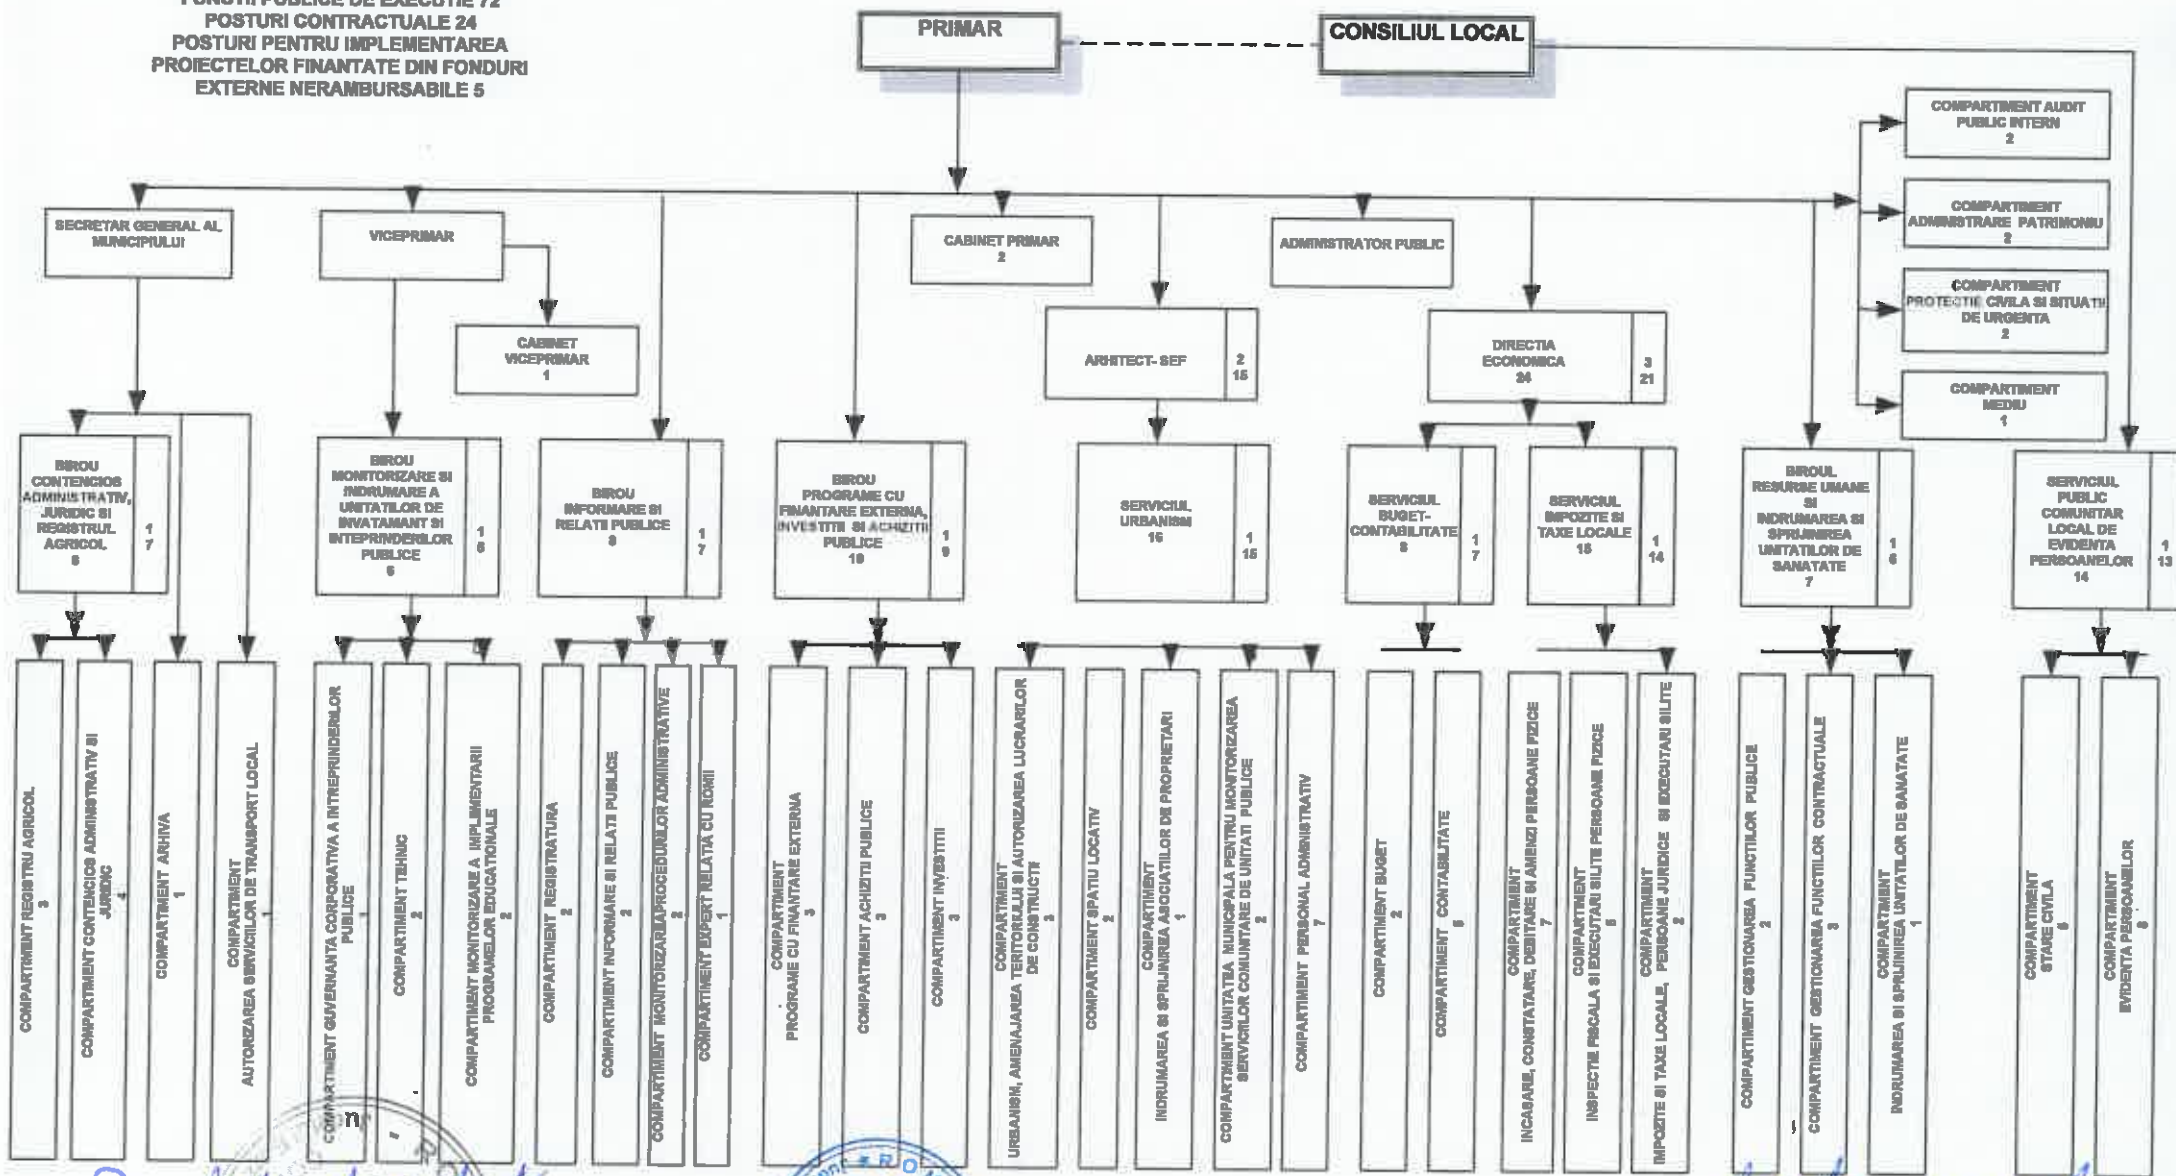 FUNCTII PUBLICE DE EXECUTIE 72
POSTURI CONTRACTUALE 24
POSTURI PENTRU IMPLEMENTAREA
PROIECTELOR FINANTATE DIN FONDURI
EXTERNE NERAMBURSABILE 5
PRIMAR
CONSILIUL LOCAL
COMPARTIMENT AUDIT
PUBLIC INTERN
2
COMPARTIMENT
ADMINISTRARE PATRIMONIU
2
COMPARTIMENT
PROTECTIE CIVILA SI SITUATII
DE URGENTA
2
COMPARTIMENT
MEDIU
1
SECRETAR GENERAL AL
MUNICIPIULUI
VICEPRIMAR
CABINET PRIMAR
2
ADMINISTRATOR PUBLIC
CABINET
VICEPRIMAR
1
ARHITECT- SEF
2
15
DIRECTIA
ECONOMICA
24
3
21
BIROU
CONTENCIOS
ADMINISTRATIV,
JURIDIC SI
REGISTRUL
AGRICOL
8
1
7
BIROU
MONITORIZARE SI
INDRUMARE A
UNITATILOR DE
INVATAMANT SI
INTEPRINDERILOR
PUBLICE
6
1
5
BIROU
INFORMARE SI
RELATII PUBLICE
8
1
7
BIROU
PROGRAME CU
FINANTARE EXTERNA,
INVESTITII SI ACHIZITII
PUBLICE
10
1
9
SERVICIUL
URBANISM
16
1
15
SERVICIUL
BUGET-
CONTABILITATE
8
1
7
SERVICIUL
IMPOZITE SI
TAXE LOCALE
15
1
14
BIROUL
RESURSE UMANE
SI
INDRUMAREA SI
SPRIJINIREA
UNITATILOR DE
SANATATE
7
1
6
SERVICIUL
PUBLIC
COMUNITAR
LOCAL DE
EVIDENTA
PERSOANELOR
14
1
13
COMPARTIMENT REGISTRU AGRICOL
3
COMPARTIMENT CONTENCIOS ADMINISTRATIV SI
JURIDIC
4
COMPARTIMENT ARHIVA
1
COMPARTIMENT
AUTORIZAREA SERVICIILOR DE TRANSPORT LOCAL
1
COMPARTIMENT GUVERNANTA CORPORATIVA A INTREPRINDERILOR
PUBLICE
1
COMPARTIMENT TEHNIC
2
COMPARTIMENT MONITORIZARE A IMPLEMENTARII
PROGRAMELOR EDUCATIONALE
2
COMPARTIMENT REGISTRATURA
2
COMPARTIMENT INFORMARE SI RELATII PUBLICE
2
COMPARTIMENT MONITORIZARIAPROCEDURILOR ADMINISTRATIVE
2
COMPARTIMENT EXPERT RELATIA CU ROMII
1
COMPARTIMENT
PROGRAME CU FINANTARE EXTERNA
3
COMPARTIMENT ACHIZITII PUBLICE
3
COMPARTIMENT INVESTITII
3
COMPARTIMENT
URBANISM, AMENAJAREA TERITORIULUI SI AUTORIZAREA LUCRARILOR
DE CONSTRUCTII
3
COMPARTIMENT SPATIU LOCATIV
2
COMPARTIMENT
INDRUMAREA SI SPRIJINIREA ASOCIATIILOR DE PROPRIETARI
1
COMPARTIMENT UNITATEA MUNICIPALA PENTRU MONITORIZAREA
SERVICIILOR COMUNITARE DE UNITATI PUBLICE
2
COMPARTIMENT PERSONAL ADMINISTRATIV
7
COMPARTIMENT BUGET
2
COMPARTIMENT CONTABILITATE
5
COMPARTIMENT
INCASARE, CONSTATARE, DEBITARE SI AMENZI PERSOANE FIZICE
7
COMPARTIMENT
INSPECTIE FISCALA SI EXECUTARI SILITE PERSOANE FIZICE
5
COMPARTIMENT
IMPOZITE SI TAXE LOCALE, PERSOANE JURIDICE SI EXECUTARI SILITE
2
COMPARTIMENT GESTIONAREA FUNCTIILOR PUBLICE
2
COMPARTIMENT GESTIONAREA FUNCTIILOR CONTRACTUALE
3
COMPARTIMENT
INDRUMAREA SI SPRIJINIREA UNITATILOR DE SANATATE
1
COMPARTIMENT
STARE CIVILA
5
COMPARTIMENT
EVIDENTA PERSOANELOR
8